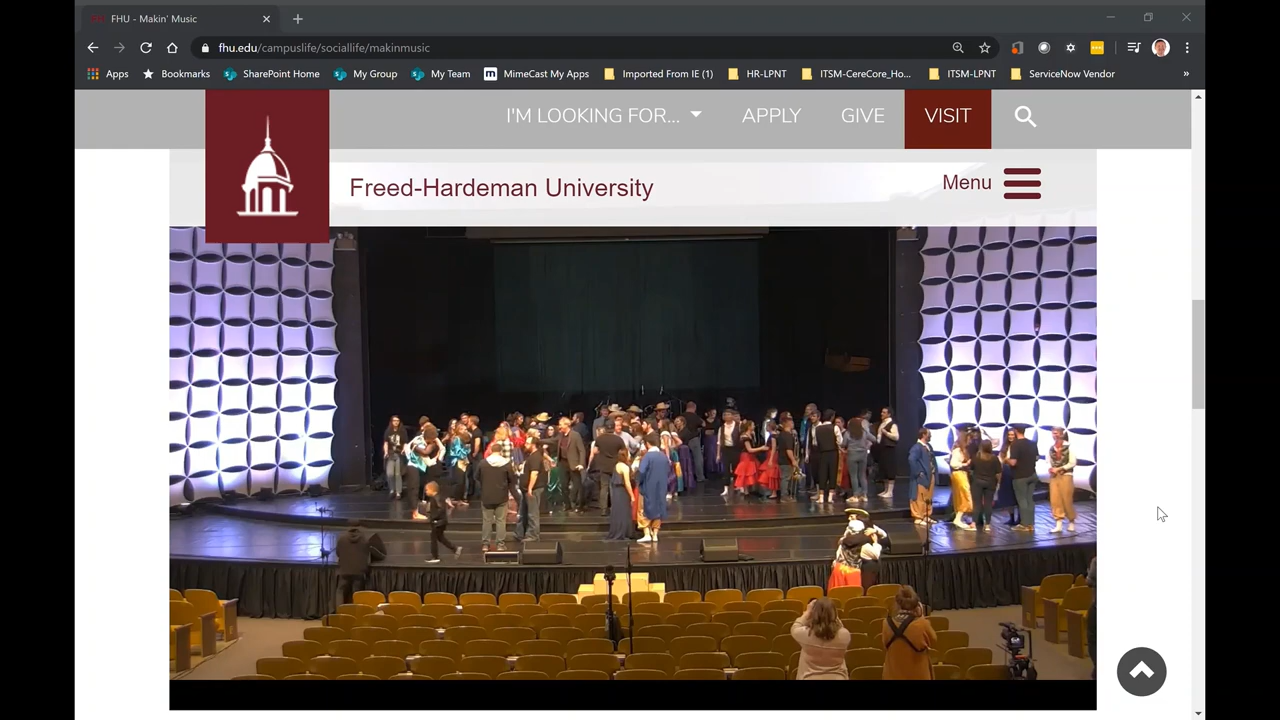 FHU - Makin' Music
fhu.edu/campuslife/sociallife/makinmusic
Apps Bookmarks SharePoint Home My Group My Team MimeCast My Apps Imported From IE (1) HR-LPNT ITSM-CereCore_Ho... ITSM-LPNT ServiceNow Vendor »
I'M LOOKING FOR... APPLY GIVE VISIT
Freed-Hardeman University Menu